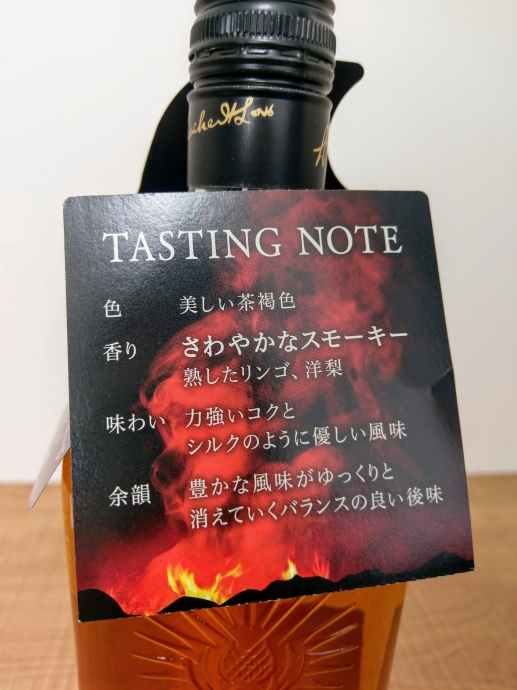 TASTING NOTE
色 美しい茶褐色
香り さわやかなスモーキー
熟したリンゴ、洋梨
味わい 力強いコクと
シルクのように優しい風味
余韻 豊かな風味がゆっくりと
消えていくバランスの良い後味